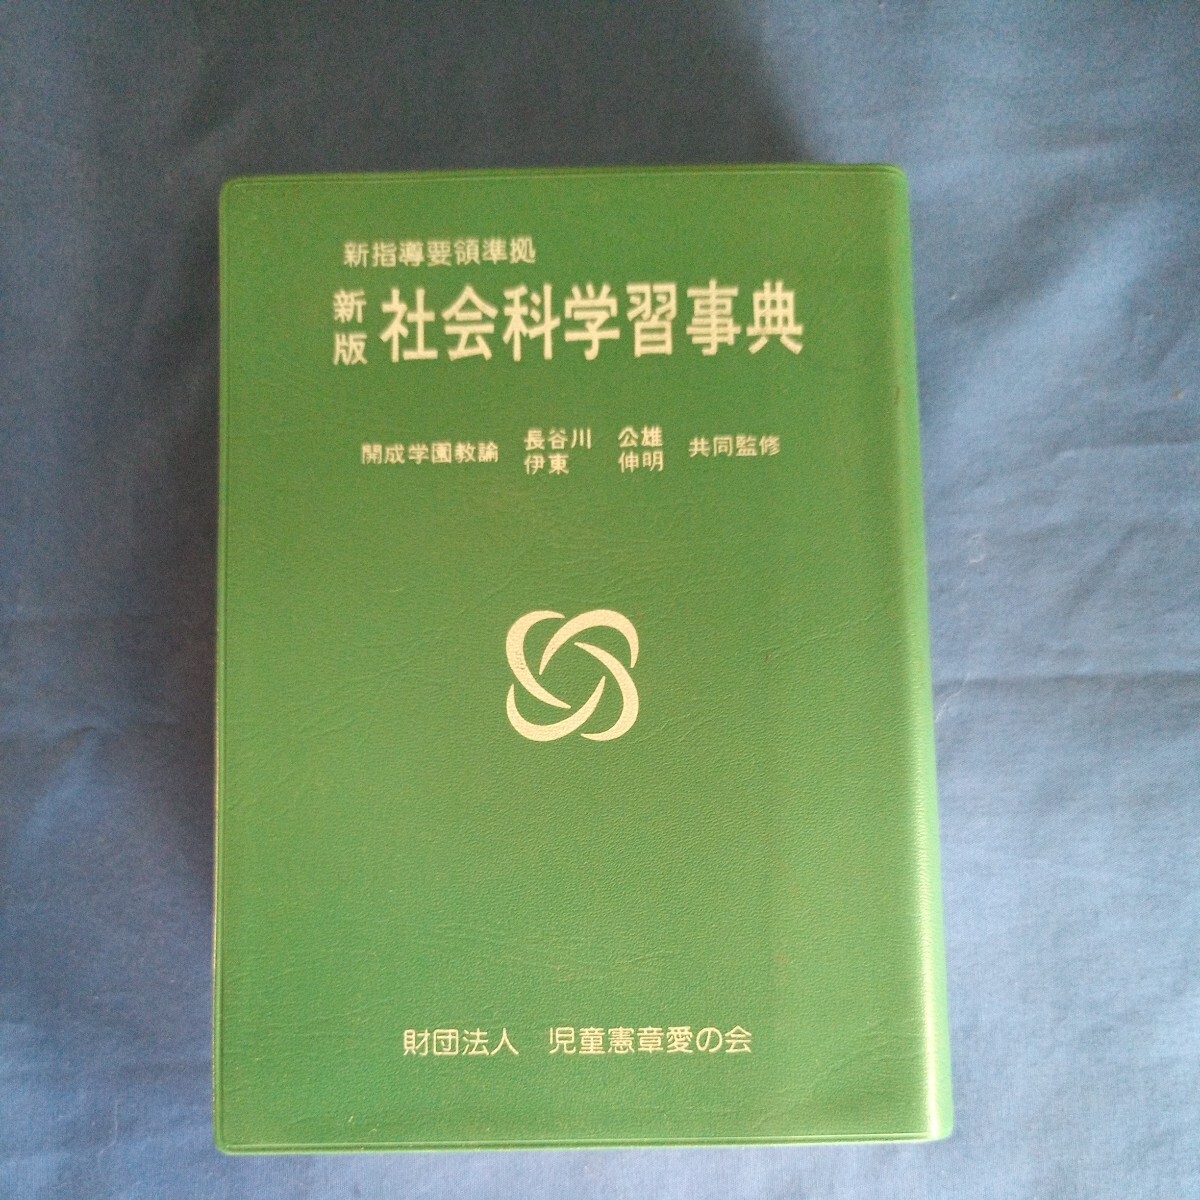 新指導要領準拠
新版 社会科学習事典
開成学園教諭 長谷川 公雄 共同監修
伊東 伸明
財団法人 児童憲章愛の会